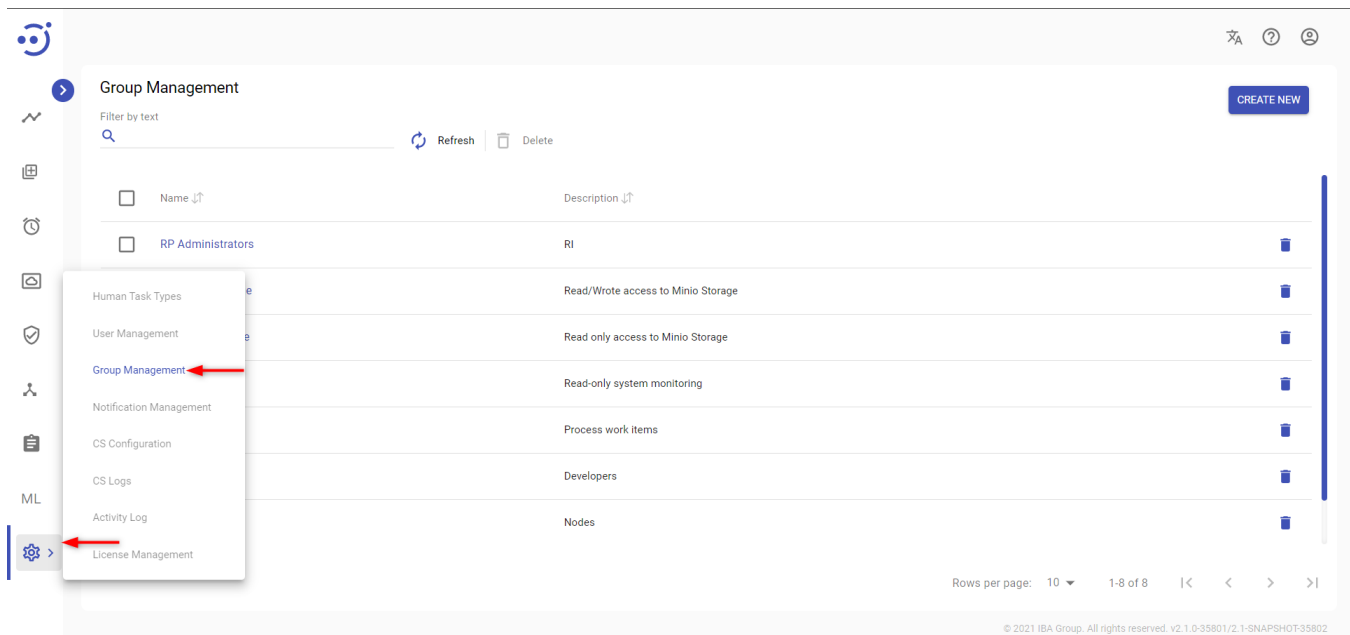 Group Management
CREATE NEW
Filter by text
Refresh
Delete
Name
Description
RP Administrators
RI
Read/Wrote access to Minio Storage
Read only access to Minio Storage
Read-only system monitoring
Process work items
Developers
Nodes
Human Task Types
User Management
Group Management
Notification Management
CS Configuration
CS Logs
Activity Log
License Management
ML
Rows per page: 10
1-8 of 8
© 2021 IBA Group. All rights reserved. v2.1.0-35801/2.1-SNAPSHOT-35802